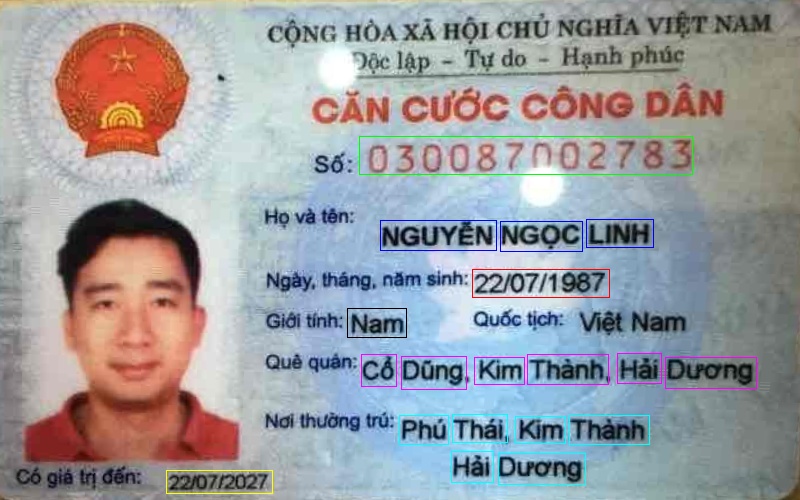 CỘNG HÒA XÃ HỘI CHỦ NGHĨA VIỆT NAM
Độc lập - Tự do - Hạnh phúc
CĂN CƯỚC CÔNG DÂN
Số: 030087002783
Họ và tên: NGUYỄN NGỌC LINH
Ngày, tháng, năm sinh: 22/07/1987
Giới tính: Nam Quốc tịch: Việt Nam
Quê quán: Cổ Dũng, Kim Thành, Hải Dương
Nơi thường trú: Phú Thái, Kim Thành
Hải Dương
Có giá trị đến: 22/07/2027